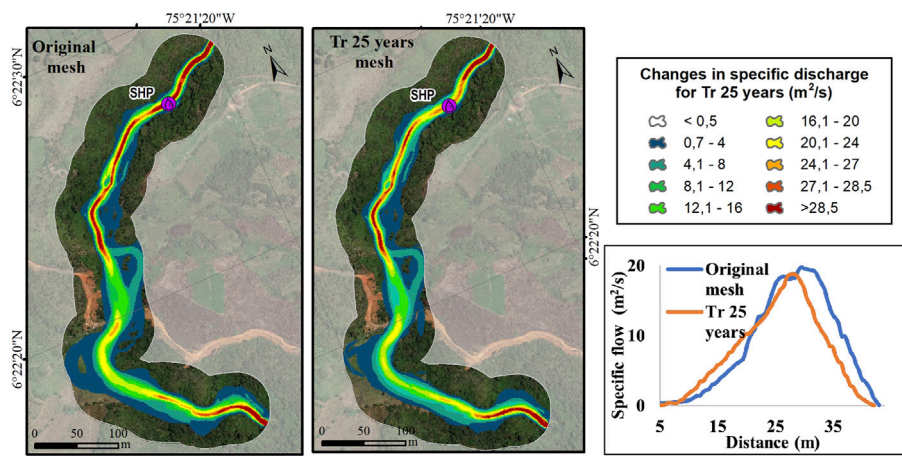 75°21'20"W
75°21'20"W
Original
mesh
N
SHP
6°22'30"N
6°22'20"N
0 50 100
m
Tr 25 years
mesh
N
SHP
6°22'20"N
0 50 100
m
Changes in specific discharge
for Tr 25 years (m²/s)
< 0,5
0,7 - 4
4,1 - 8
8,1 - 12
12,1 - 16
16,1 - 20
20,1 - 24
24,1 - 27
27,1 - 28,5
>28,5
Specific flow (m²/s)
20
10
0
Original
mesh
Tr 25
years
5 15 25 35
Distance (m)